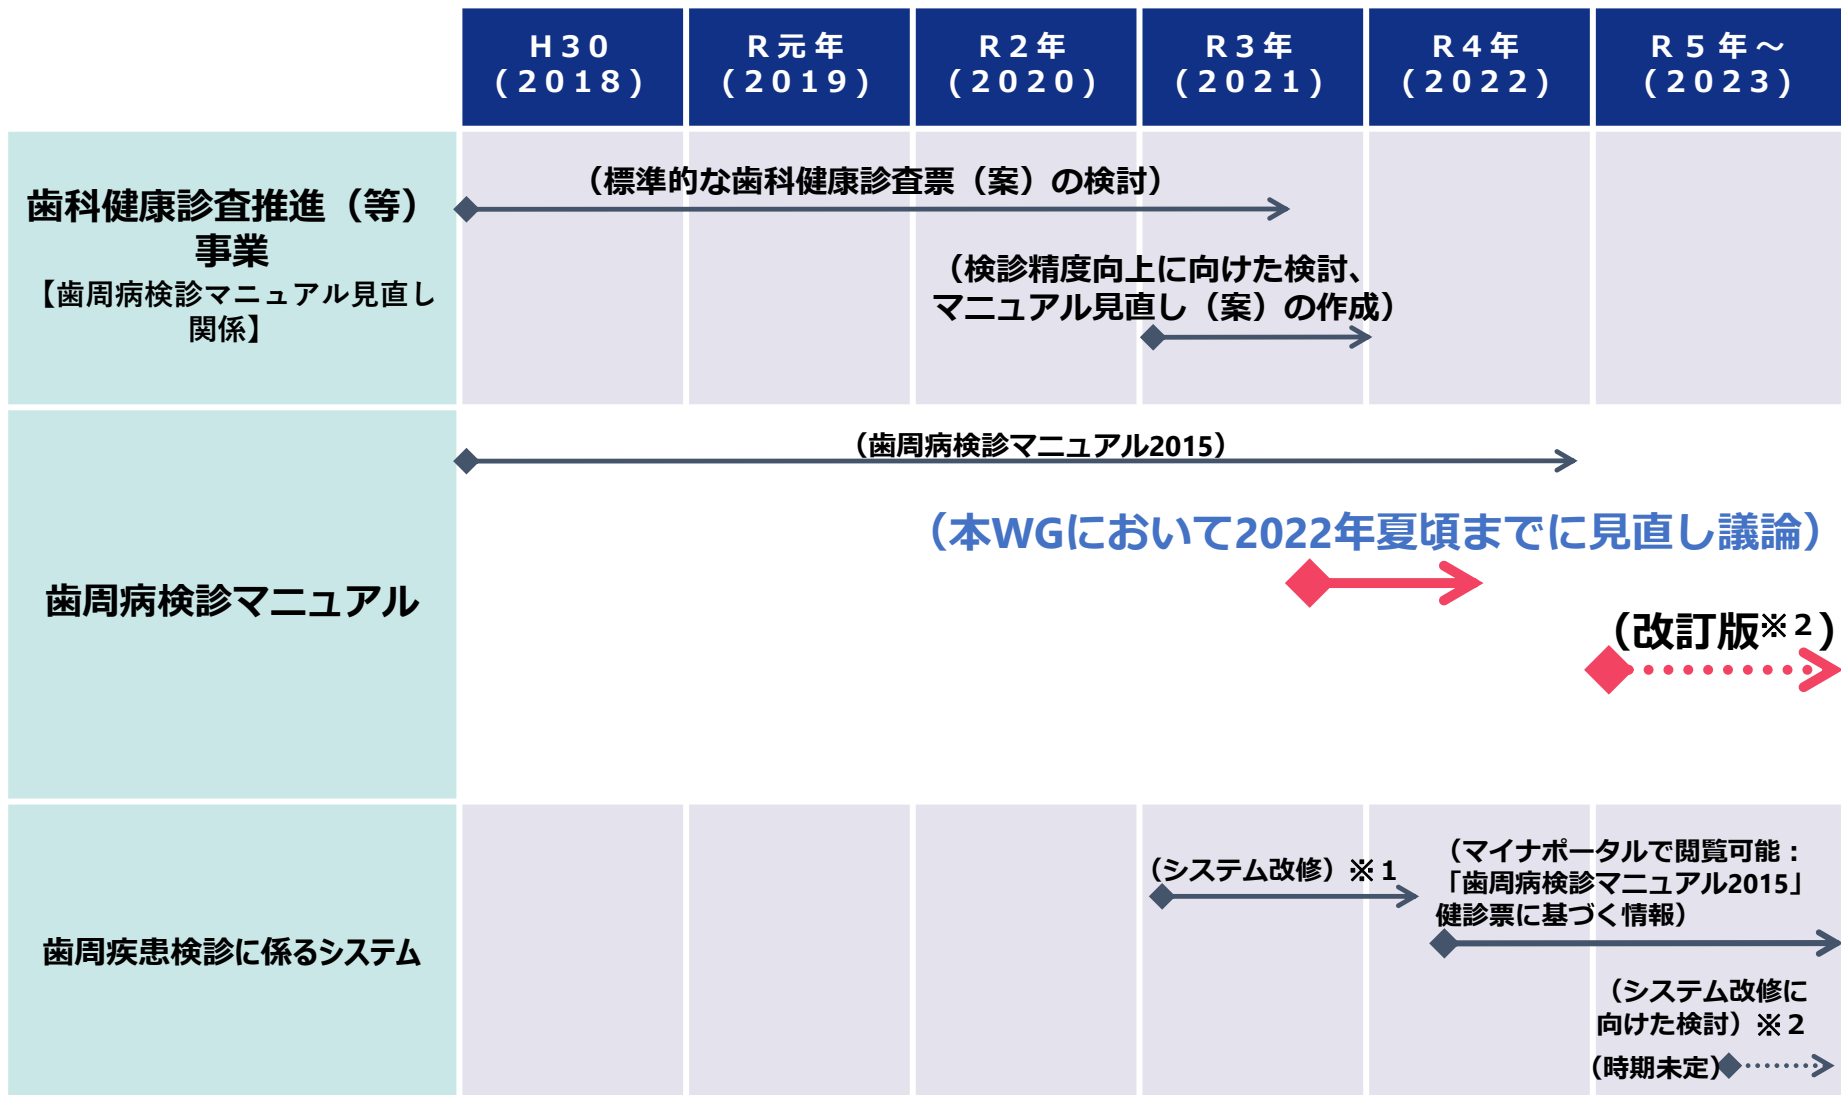 H30
(2018)
R元年
(2019)
R2年
(2020)
R3年
(2021)
R4年
(2022)
R5年～
(2023)
歯科健康診査推進（等）
事業
【歯周病検診マニュアル見直し
関係】
（標準的な歯科健康診査票（案）の検討）
（検診精度向上に向けた検討、
マニュアル見直し（案）の作成）
歯周病検診マニュアル
（歯周病検診マニュアル2015）
（本WGにおいて2022年夏頃までに見直し議論）
（改訂版※2）
歯周疾患検診に係るシステム
（システム改修）※1
（マイナポータルで閲覧可能：
「歯周病検診マニュアル2015」
健診票に基づく情報）
（システム改修に
向けた検討）※2
（時期未定）